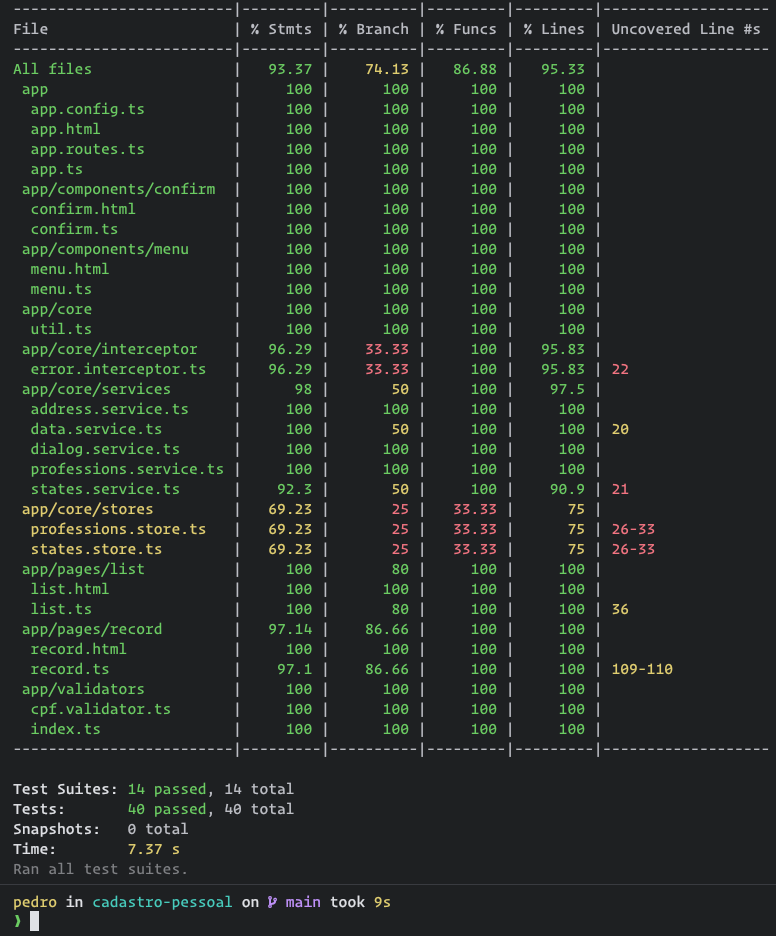 --------------------------|---------|----------|---------|---------|-------------------
File                      | % Stmts | % Branch | % Funcs | % Lines | Uncovered Line #s
--------------------------|---------|----------|---------|---------|-------------------
All files                 |   93.37 |    74.13 |   86.88 |   95.33 |
 app                      |     100 |      100 |     100 |     100 |
  app.config.ts           |     100 |      100 |     100 |     100 |
  app.html                |     100 |      100 |     100 |     100 |
  app.routes.ts           |     100 |      100 |     100 |     100 |
  app.ts                  |     100 |      100 |     100 |     100 |
 app/components/confirm   |     100 |      100 |     100 |     100 |
  confirm.html            |     100 |      100 |     100 |     100 |
  confirm.ts              |     100 |      100 |     100 |     100 |
 app/components/menu      |     100 |      100 |     100 |     100 |
  menu.html               |     100 |      100 |     100 |     100 |
  menu.ts                 |     100 |      100 |     100 |     100 |
 app/core                 |     100 |      100 |     100 |     100 |
  util.ts                 |     100 |      100 |     100 |     100 |
 app/core/interceptor     |   96.29 |    33.33 |     100 |   95.83 |
  error.interceptor.ts    |   96.29 |    33.33 |     100 |   95.83 | 22
 app/core/services        |      98 |       50 |     100 |    97.5 |
  address.service.ts      |     100 |      100 |     100 |     100 |
  data.service.ts         |     100 |       50 |     100 |     100 | 20
  dialog.service.ts       |     100 |      100 |     100 |     100 |
  professions.service.ts  |     100 |      100 |     100 |     100 |
  states.service.ts       |    92.3 |       50 |     100 |    90.9 | 21
 app/core/stores          |   69.23 |       25 |   33.33 |      75 |
  professions.store.ts    |   69.23 |       25 |   33.33 |      75 | 26-33
  states.store.ts         |   69.23 |       25 |   33.33 |      75 | 26-33
 app/pages/list           |     100 |       80 |     100 |     100 |
  list.html               |     100 |      100 |     100 |     100 |
  list.ts                 |     100 |       80 |     100 |     100 | 36
 app/pages/record         |   97.14 |    86.66 |     100 |     100 |
  record.html             |     100 |      100 |     100 |     100 |
  record.ts               |    97.1 |    86.66 |     100 |     100 | 109-110
 app/validators           |     100 |      100 |     100 |     100 |
  cpf.validator.ts        |     100 |      100 |     100 |     100 |
  index.ts                |     100 |      100 |     100 |     100 |
--------------------------|---------|----------|---------|---------|-------------------
Test Suites: 14 passed, 14 total
Tests:       40 passed, 40 total
Snapshots:   0 total
Time:        7.37 s
Ran all test suites.
pedro in cadastro-pessoal on main took 9s
❯